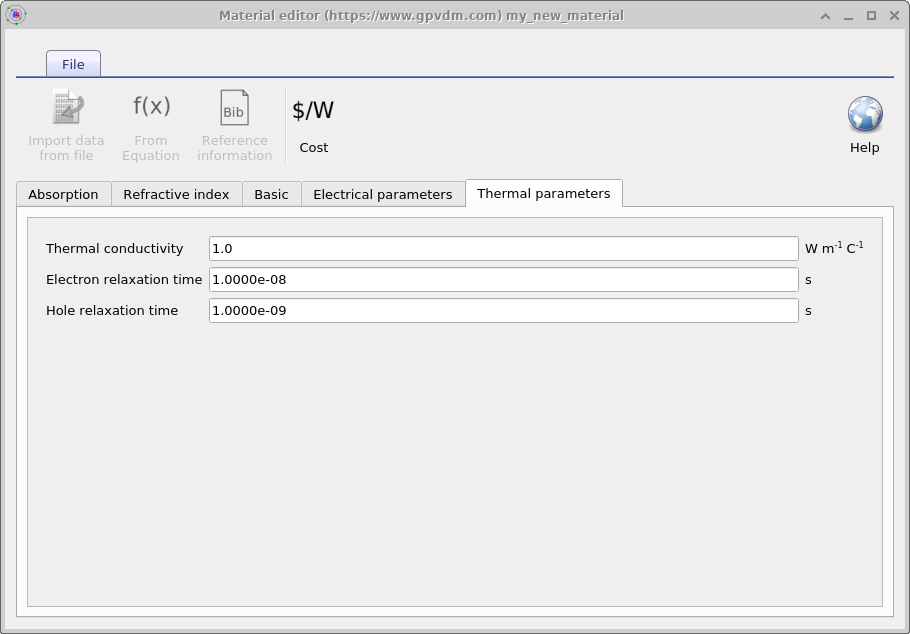 Material editor (https://www.gpvdm.com) my_new_material
File
Import data
from file
f(x)
From
Equation
Bib
Reference
information
$/W
Cost
Help
Absorption
Refractive index
Basic
Electrical parameters
Thermal parameters
Thermal conductivity 1.0 W m⁻¹ C⁻¹
Electron relaxation time 1.0000e-08 s
Hole relaxation time 1.0000e-09 s